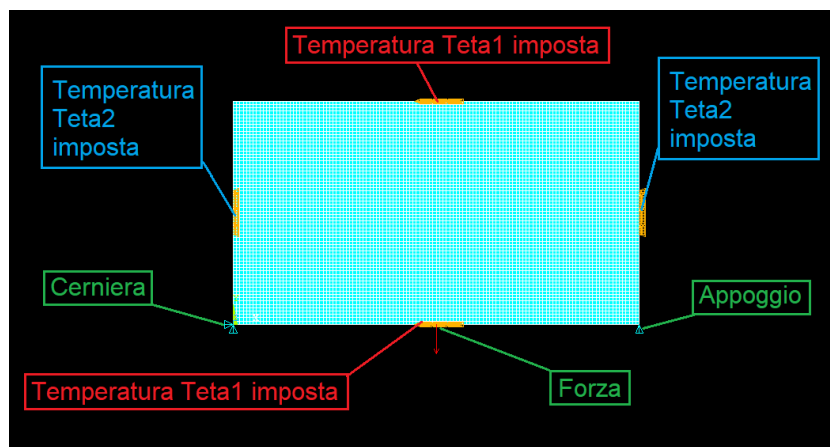 Temperatura Teta1 imposta
Temperatura
Teta2
imposta
Temperatura
Teta2
imposta
Cerniera
x
Appoggio
Temperatura Teta1 imposta
Forza